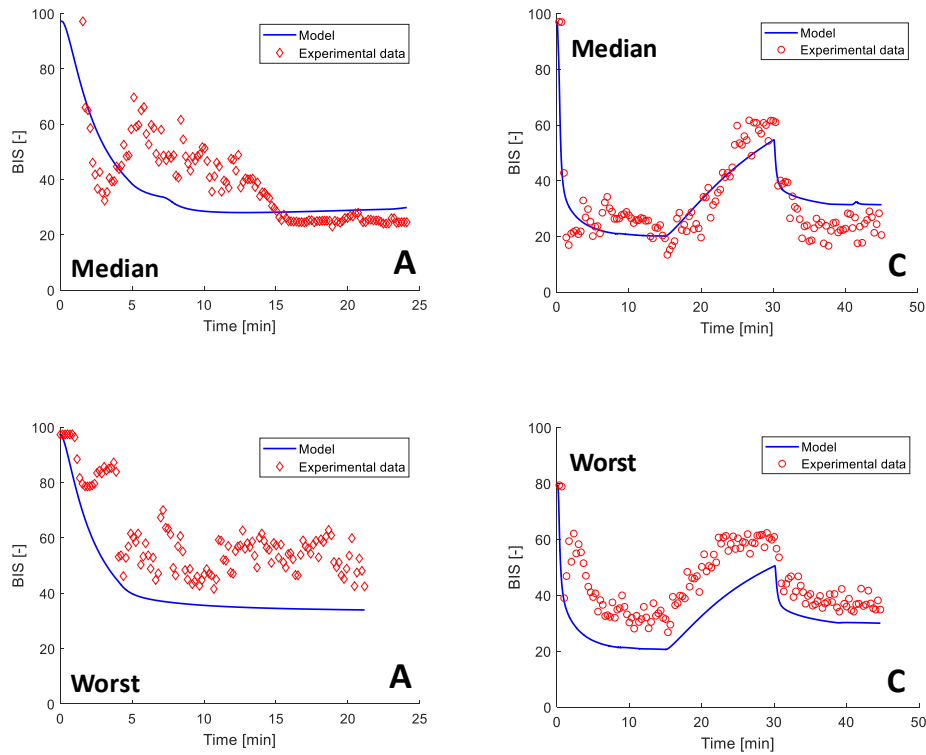 100
80
60
40
20
0
0 5 10 15 20 25
BIS [-]
Time [min]
Model
Experimental data
Median
A
100
80
60
40
20
0
0 10 20 30 40 50
BIS [-]
Time [min]
Model
Experimental data
Median
C
100
80
60
40
20
0
0 5 10 15 20 25
BIS [-]
Time [min]
Model
Experimental data
Worst
A
100
80
60
40
20
0
0 10 20 30 40 50
BIS [-]
Time [min]
Model
Experimental data
Worst
C